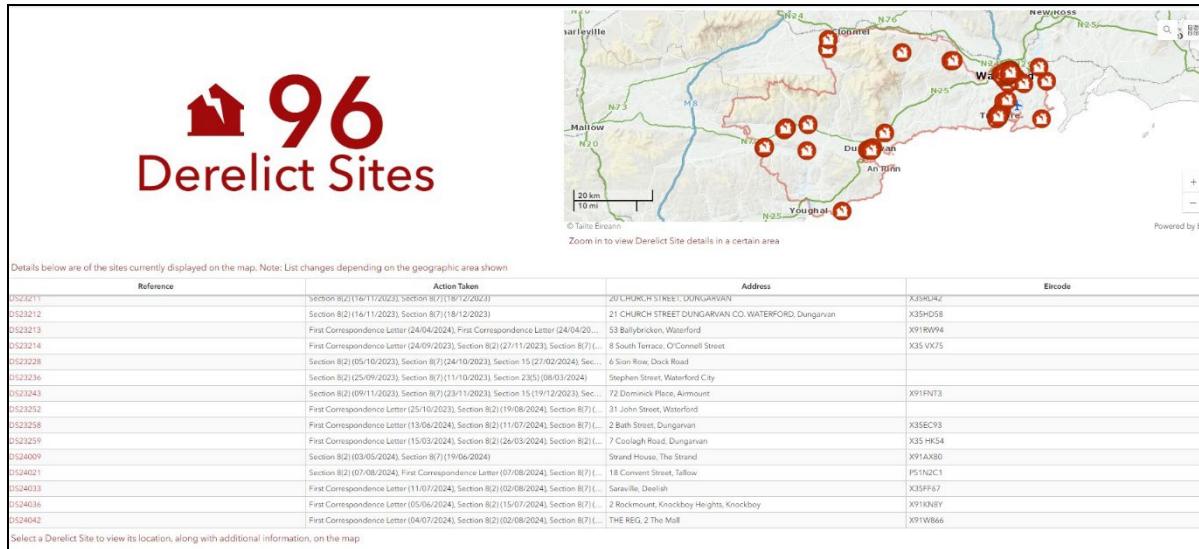 96
Derelict Sites
N24
N76
New Ross
N25
Clonmel
N73
M8
N25
Mallow
N20
An Rinn
20 km
10 mi
Youghal
N25
© Tailte Éireann
Powered by E
Zoom in to view Derelict Site details in a certain area
Details below are of the sites currently displayed on the map. Note: List changes depending on the geographic area shown
Reference Action Taken Address Eircode
DS23211 Section 8(2) (16/11/2023), Section 8(7) (18/12/2023) 20 CHURCH STREET, DUNGARVAN X35RD42
DS23212 Section 8(2) (16/11/2023), Section 8(7) (18/12/2023) 21 CHURCH STREET DUNGARVAN CO. WATERFORD, Dungarvan X35HD58
DS23213 First Correspondence Letter (24/04/2024), First Correspondence Letter (24/04/20... 53 Ballybricken, Waterford X91RW94
DS23214 First Correspondence Letter (24/09/2023), Section 8(2) (27/11/2023), Section 8(7) (... 8 South Terrace, O'Connell Street X35 VX75
DS23228 Section 8(2) (05/10/2023), Section 8(7) (24/10/2023), Section 15 (27/02/2024), Sec... 6 Sion Row, Dock Road
DS23236 Section 8(2) (25/09/2023), Section 8(7) (11/10/2023), Section 23(5) (08/03/2024) Stephen Street, Waterford City
DS23243 Section 8(2) (09/11/2023), Section 8(7) (23/11/2023), Section 15 (19/12/2023), Sec... 72 Dominick Place, Airmount X91FNT3
DS23252 First Correspondence Letter (25/10/2023), Section 8(2) (19/08/2024), Section 8(7) (... 31 John Street, Waterford
DS23258 First Correspondence Letter (13/06/2024), Section 8(2) (11/07/2024), Section 8(7) (... 2 Bath Street, Dungarvan X35EC93
DS23259 First Correspondence Letter (15/03/2024), Section 8(2) (26/03/2024), Section 8(2) (... 7 Coolagh Road, Dungarvan X35 HK54
DS24009 Section 8(2) (03/05/2024), Section 8(7) (19/06/2024) Strand House, The Strand X91AX80
DS24021 Section 8(2) (07/08/2024), First Correspondence Letter (07/08/2024), Section 8(7) (... 18 Convent Street, Tallow P51N2C1
DS24033 First Correspondence Letter (11/07/2024), Section 8(2) (02/08/2024), Section 8(7) (... Saraville, Deelish X35FF67
DS24036 First Correspondence Letter (05/06/2024), Section 8(2) (15/07/2024), Section 8(7) (... 2 Rockmount, Knockboy Heights, Knockboy X91KN8Y
DS24042 First Correspondence Letter (04/07/2024), Section 8(2) (02/08/2024), Section 8(7) (... THE REG, 2 The Mall X91W866
Select a Derelict Site to view its location, along with additional information, on the map